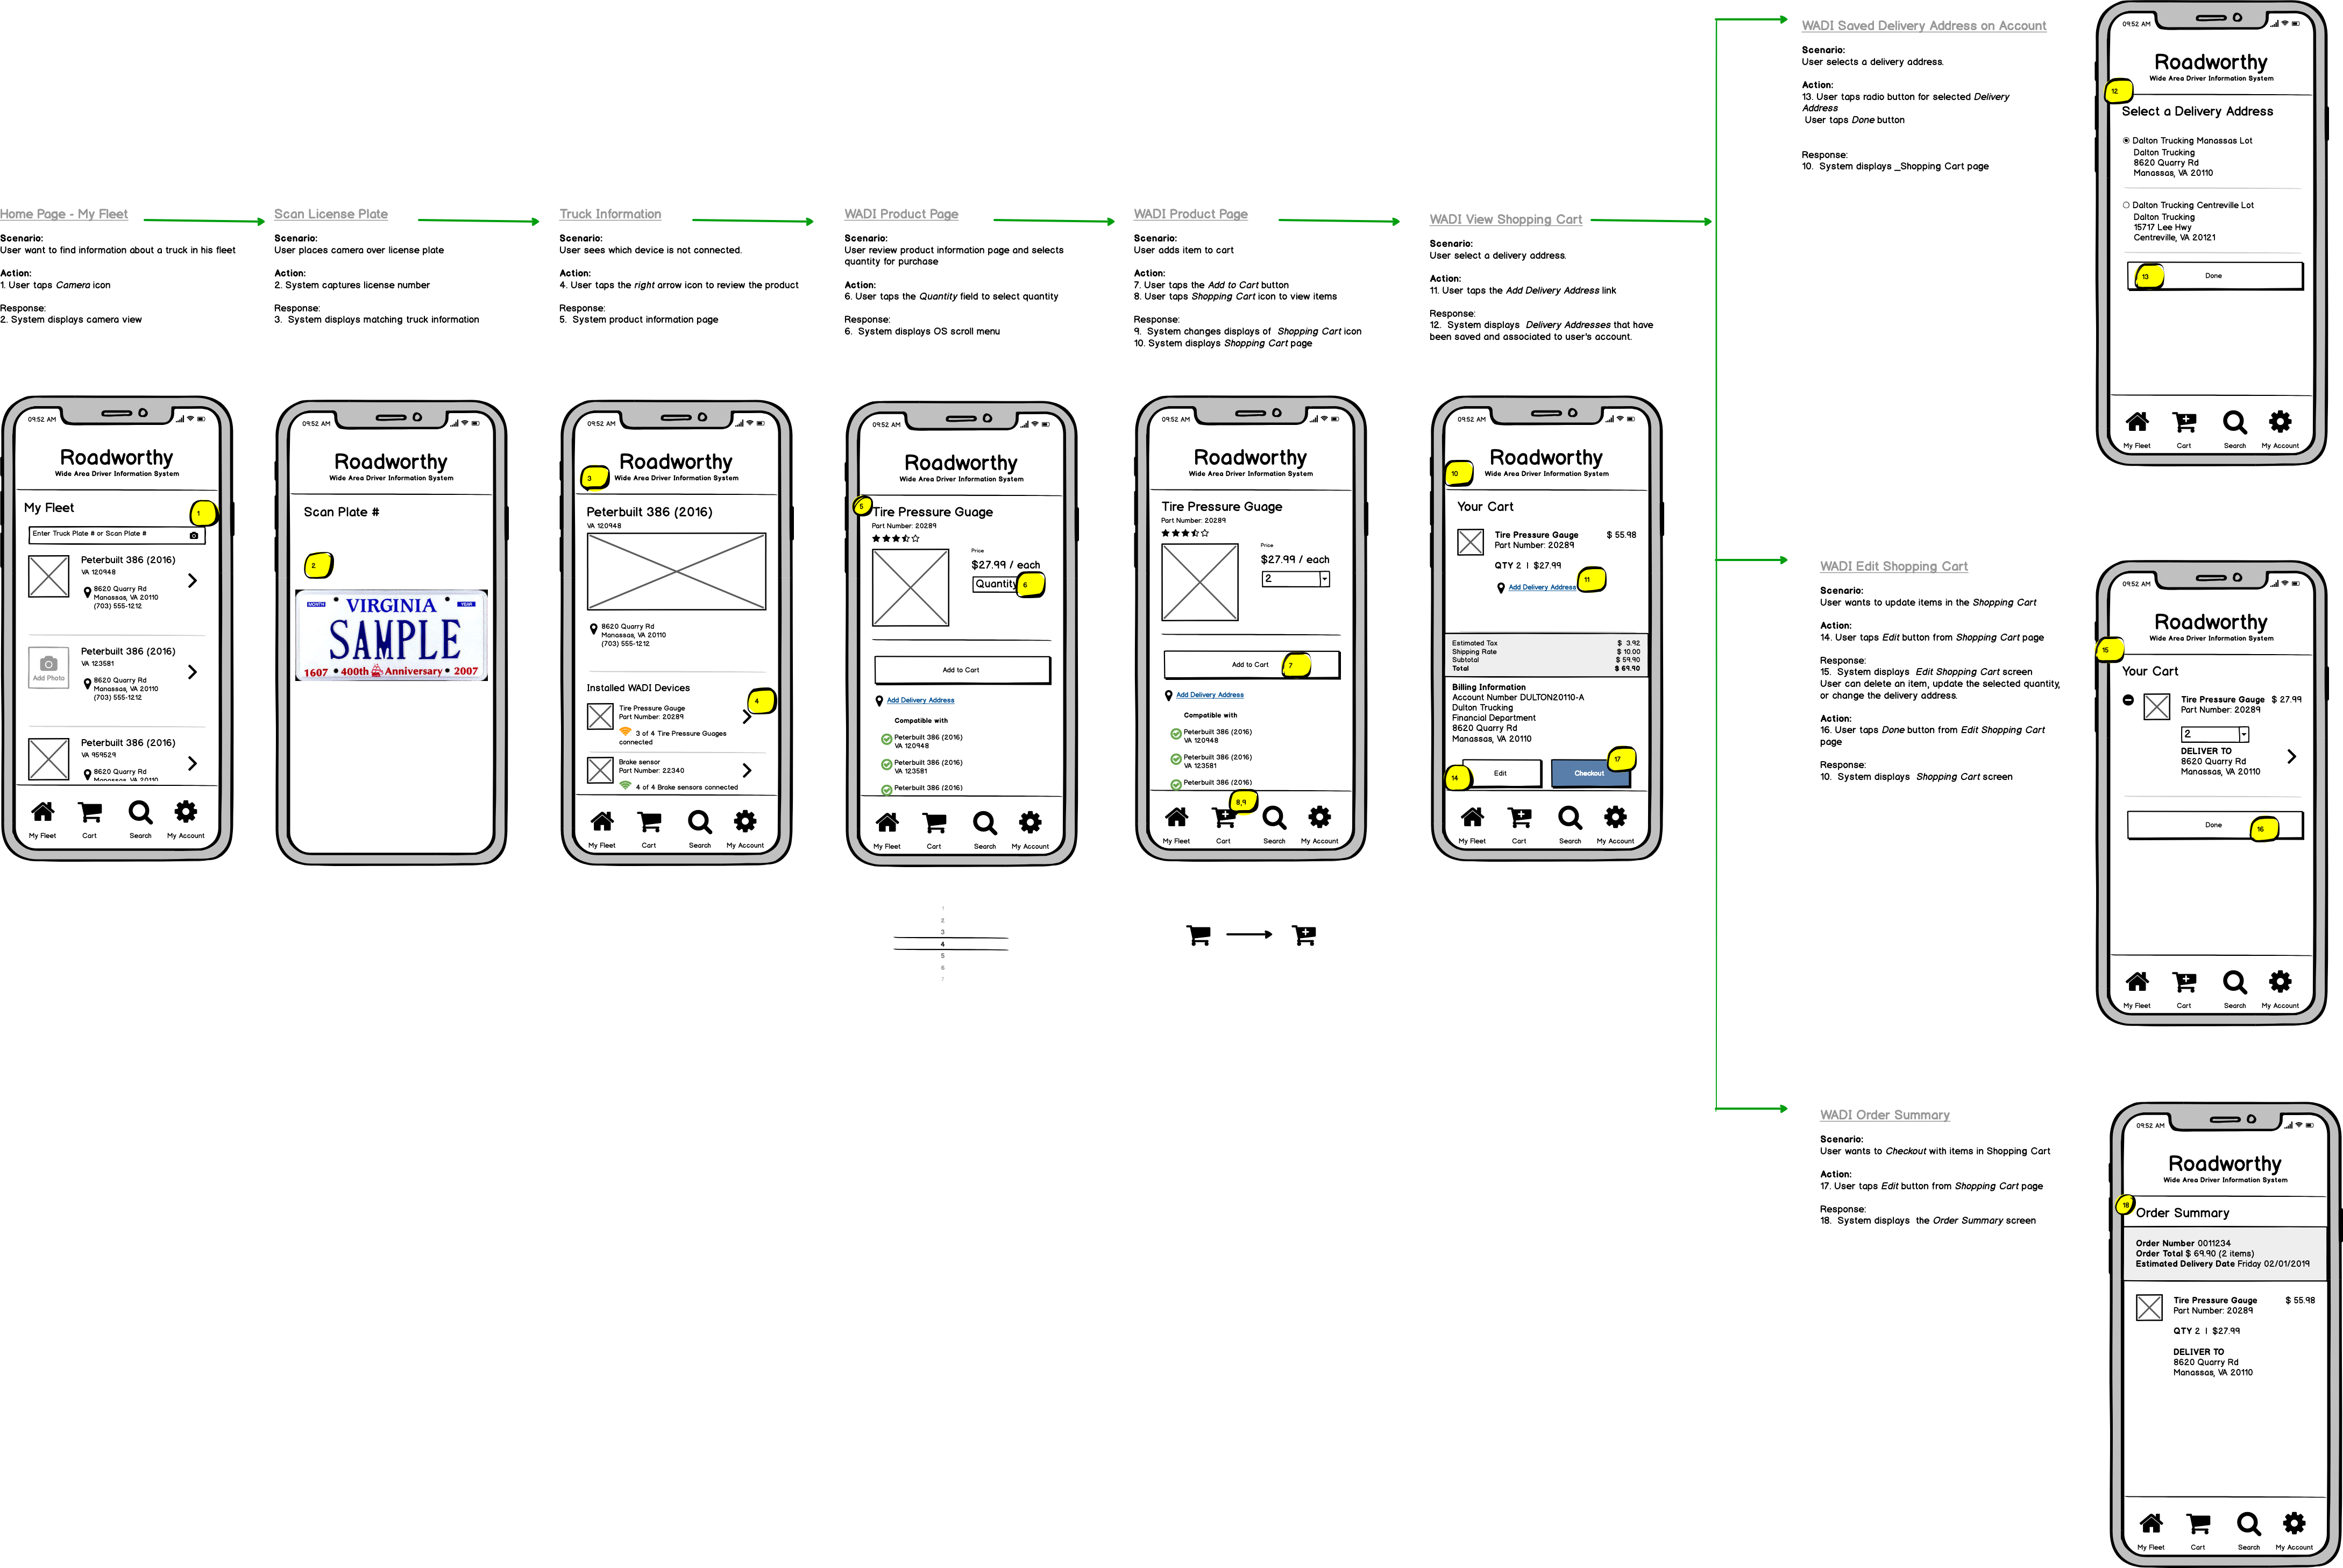 Home Page - My Fleet
Scenario:
User want to find information about a truck in his fleet
Action:
1. User taps Camera icon
Response:
2. System displays camera view
09:52 AM
Roadworthy
Wide Area Driver Information System
My Fleet
1
Enter Truck Plate # or Scan Plate #
Peterbuilt 386 (2016)
VA 120948
8620 Quarry Rd
Manassas, VA 20110
(703) 555-1212
Peterbuilt 386 (2016)
VA 123581
Add Photo
8620 Quarry Rd
Manassas, VA 20110
(703) 555-1212
Peterbuilt 386 (2016)
VA 959529
8620 Quarry Rd
Manassas, VA 20110
My Fleet
Cart
Search
My Account
Scan License Plate
Scenario:
User places camera over license plate
Action:
2. System captures license number
Response:
3. System displays matching truck information
09:52 AM
Roadworthy
Wide Area Driver Information System
Scan Plate #
2
MONTH
VIRGINIA
YEAR
SAMPLE
1607 • 400th Anniversary • 2007
Truck Information
Scenario:
User sees which device is not connected.
Action:
4. User taps the right arrow icon to review the product
Response:
5. System product information page
09:52 AM
Roadworthy
3
Wide Area Driver Information System
Peterbuilt 386 (2016)
VA 120948
8620 Quarry Rd
Manassas, VA 20110
(703) 555-1212
Installed WADI Devices
4
Tire Pressure Gauge
Part Number: 20289
3 of 4 Tire Pressure Guages
connected
Brake sensor
Part Number: 22340
4 of 4 Brake sensors connected
My Fleet
Cart
Search
My Account
WADI Product Page
Scenario:
User review product information page and selects
quantity for purchase
Action:
6. User taps the Quantity field to select quantity
Response:
6. System displays OS scroll menu
09:52 AM
Roadworthy
Wide Area Driver Information System
5
Tire Pressure Guage
Part Number: 20289
Price
$27.99 / each
Quantity
6
Add to Cart
Add Delivery Address
Compatible with
Peterbuilt 386 (2016)
VA 120948
Peterbuilt 386 (2016)
VA 123581
Peterbuilt 386 (2016)
My Fleet
Cart
Search
My Account
1
2
3
4
5
6
7
WADI Product Page
Scenario:
User adds item to cart
Action:
7. User taps the Add to Cart button
8. User taps Shopping Cart icon to view items
Response:
9. System changes displays of Shopping Cart icon
10. System displays Shopping Cart page
09:52 AM
Roadworthy
Wide Area Driver Information System
Tire Pressure Guage
Part Number: 20289
Price
$27.99 / each
2
Add to Cart
7
Add Delivery Address
Compatible with
Peterbuilt 386 (2016)
VA 120948
Peterbuilt 386 (2016)
VA 123581
Peterbuilt 386 (2016)
8,9
My Fleet
Cart
Search
My Account
WADI View Shopping Cart
Scenario:
User select a delivery address.
Action:
11. User taps the Add Delivery Address link
Response:
12. System displays Delivery Addresses that have
been saved and associated to user's account.
09:52 AM
Roadworthy
10
Wide Area Driver Information System
Your Cart
Tire Pressure Gauge $ 55.98
Part Number: 20289
QTY 2 | $27.99
Add Delivery Address
11
Estimated Tax $ 3.92
Shipping Rate $ 10.00
Subtotal $ 59.90
Total $ 69.90
Billing Information
Account Number DULTON20110-A
Dulton Trucking
Financial Department
8620 Quarry Rd
Manassas, VA 20110
17
14
Edit
Checkout
My Fleet
Cart
Search
My Account
WADI Saved Delivery Address on Account
Scenario:
User selects a delivery address.
Action:
13. User taps radio button for selected Delivery
Address
User taps Done button
Response:
10. System displays _Shopping Cart page
09:52 AM
Roadworthy
Wide Area Driver Information System
12
Select a Delivery Address
Dalton Trucking Manassas Lot
Dalton Trucking
8620 Quarry Rd
Manassas, VA 20110
Dalton Trucking Centreville Lot
Dalton Trucking
15717 Lee Hwy
Centreville, VA 20121
13
Done
My Fleet
Cart
Search
My Account
WADI Edit Shopping Cart
Scenario:
User wants to update items in the Shopping Cart
Action:
14. User taps Edit button from Shopping Cart page
Response:
15. System displays Edit Shopping Cart screen
User can delete an item, update the selected quantity,
or change the delivery address.
Action:
16. User taps Done button from Edit Shopping Cart
page
Response:
10. System displays Shopping Cart screen
09:52 AM
Roadworthy
Wide Area Driver Information System
15
Your Cart
Tire Pressure Gauge $ 27.99
Part Number: 20289
2
DELIVER TO
8620 Quarry Rd
Manassas, VA 20110
Done
16
My Fleet
Cart
Search
My Account
WADI Order Summary
Scenario:
User wants to Checkout with items in Shopping Cart
Action:
17. User taps Edit button from Shopping Cart page
Response:
18. System displays the Order Summary screen
09:52 AM
Roadworthy
Wide Area Driver Information System
18
Order Summary
Order Number 0011234
Order Total $ 69.90 (2 items)
Estimated Delivery Date Friday 02/01/2019
Tire Pressure Gauge $ 55.98
Part Number: 20289
QTY 2 | $27.99
DELIVER TO
8620 Quarry Rd
Manassas, VA 20110
My Fleet
Cart
Search
My Account